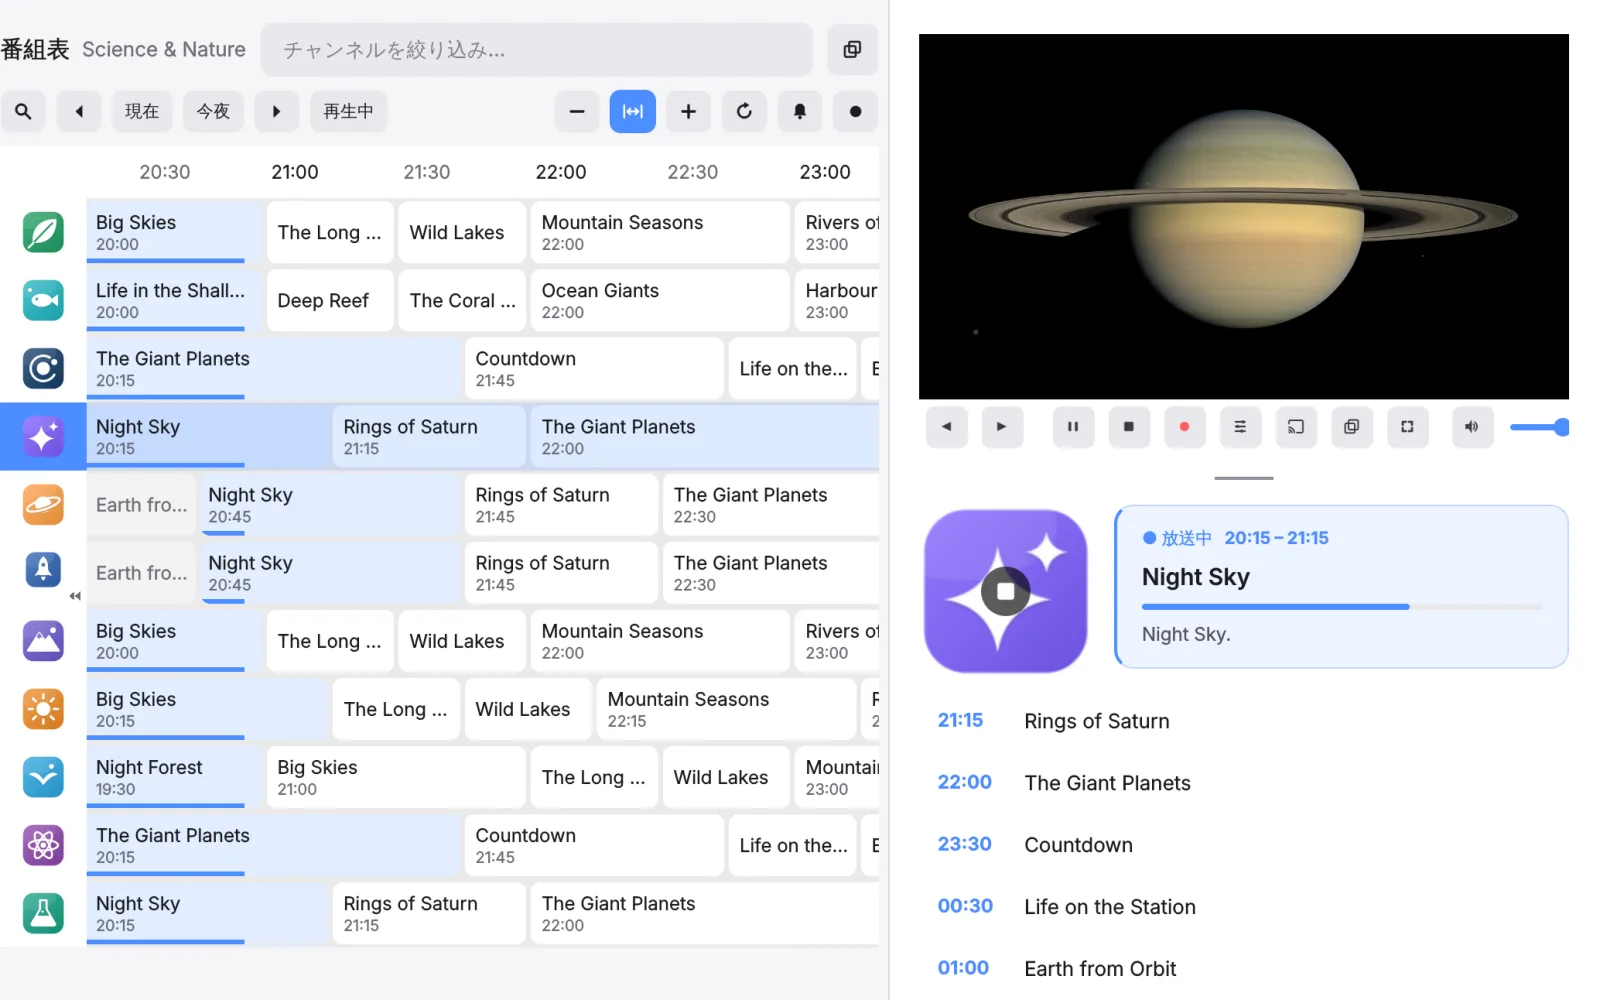 番組表 Science & Nature チャンネルを絞り込み...
現在 今夜 再生中
20:30 21:00 21:30 22:00 22:30 23:00
Big Skies
20:00
The Long ...
Wild Lakes
Mountain Seasons
22:00
Rivers of
23:00
Life in the Shall...
20:00
Deep Reef
The Coral ...
Ocean Giants
22:00
Harbour
23:00
The Giant Planets
20:15
Countdown
21:45
Life on the...
E
Night Sky
20:15
Rings of Saturn
21:15
The Giant Planets
22:00
Earth fro...
Night Sky
20:45
Rings of Saturn
21:45
The Giant Planets
22:30
Earth fro...
Night Sky
20:45
Rings of Saturn
21:45
The Giant Planets
22:30
Big Skies
20:00
The Long ...
Wild Lakes
Mountain Seasons
22:00
Rivers of
23:00
Big Skies
20:15
The Long ...
Wild Lakes
Mountain Seasons
22:15
Night Forest
19:30
Big Skies
21:00
The Long ...
Wild Lakes
Mountai
23:00
The Giant Planets
20:15
Countdown
21:45
Life on the...
E
Night Sky
20:15
Rings of Saturn
21:15
The Giant Planets
22:00
放送中 20:15 – 21:15
Night Sky
Night Sky.
21:15 Rings of Saturn
22:00 The Giant Planets
23:30 Countdown
00:30 Life on the Station
01:00 Earth from Orbit